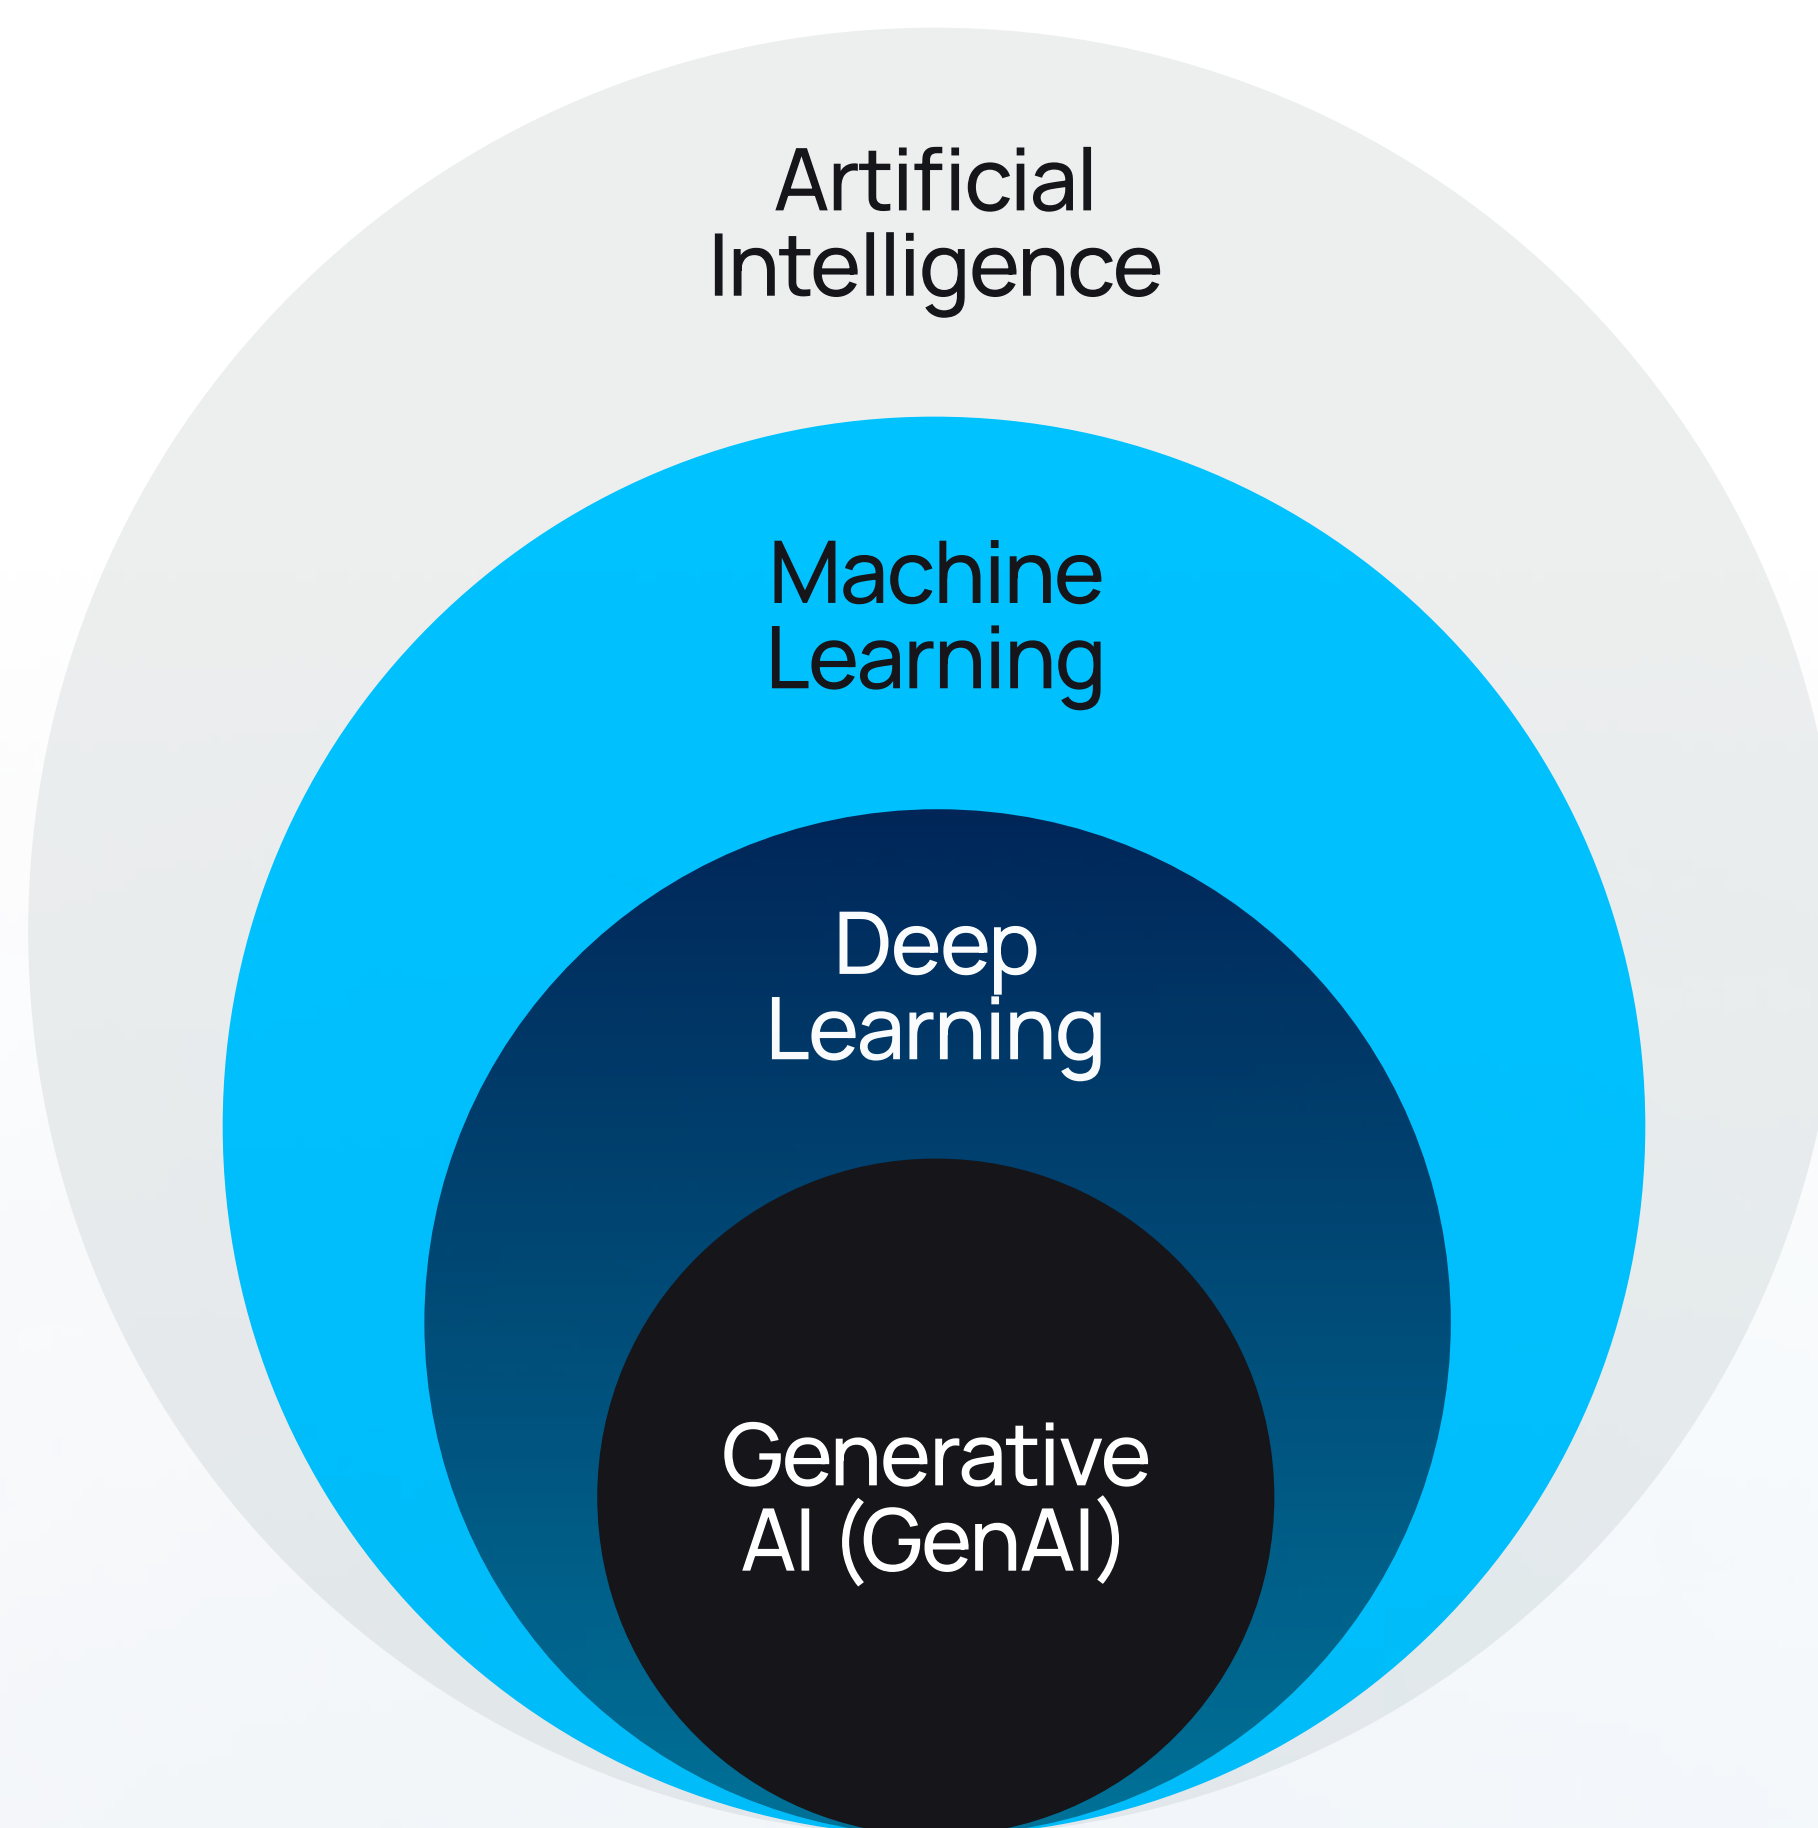 Artificial
Intelligence
Machine
Learning
Deep
Learning
Generative
AI (GenAI)